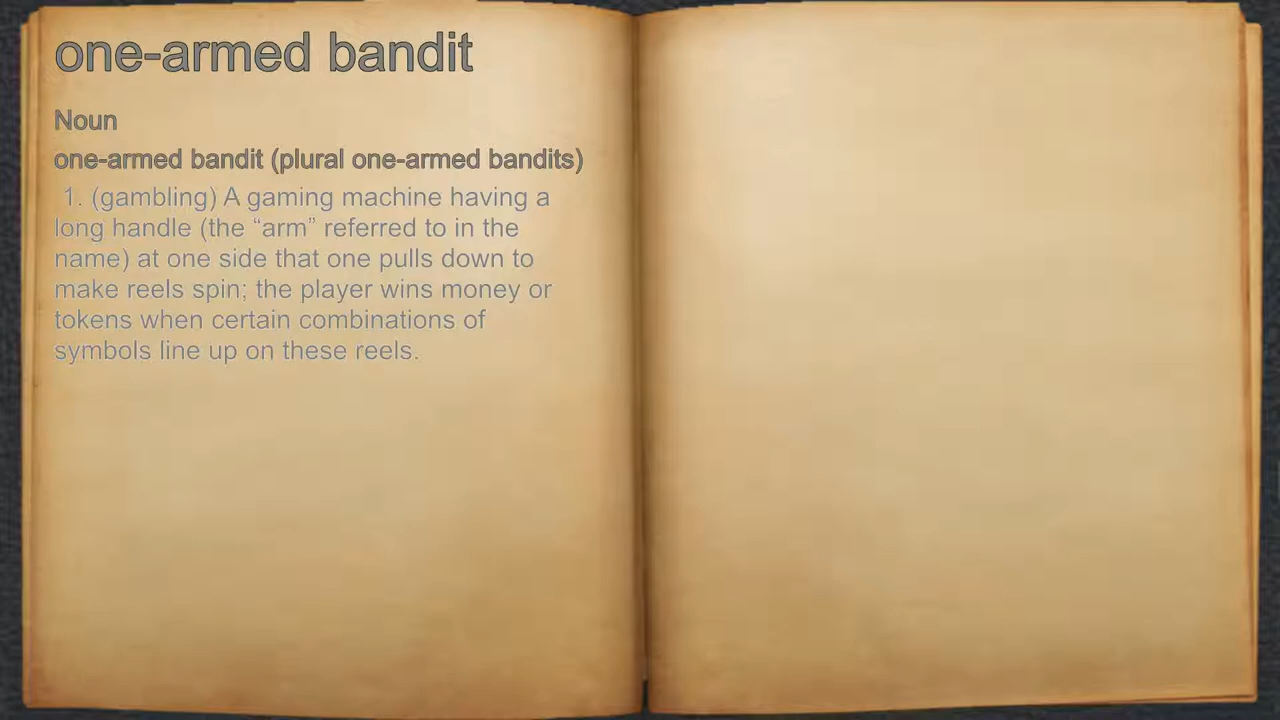 one-armed bandit
Noun
one-armed bandit (plural one-armed bandits)
1. (gambling) A gaming machine having a
long handle (the “arm” referred to in the
name) at one side that one pulls down to
make reels spin; the player wins money or
tokens when certain combinations of
symbols line up on these reels.